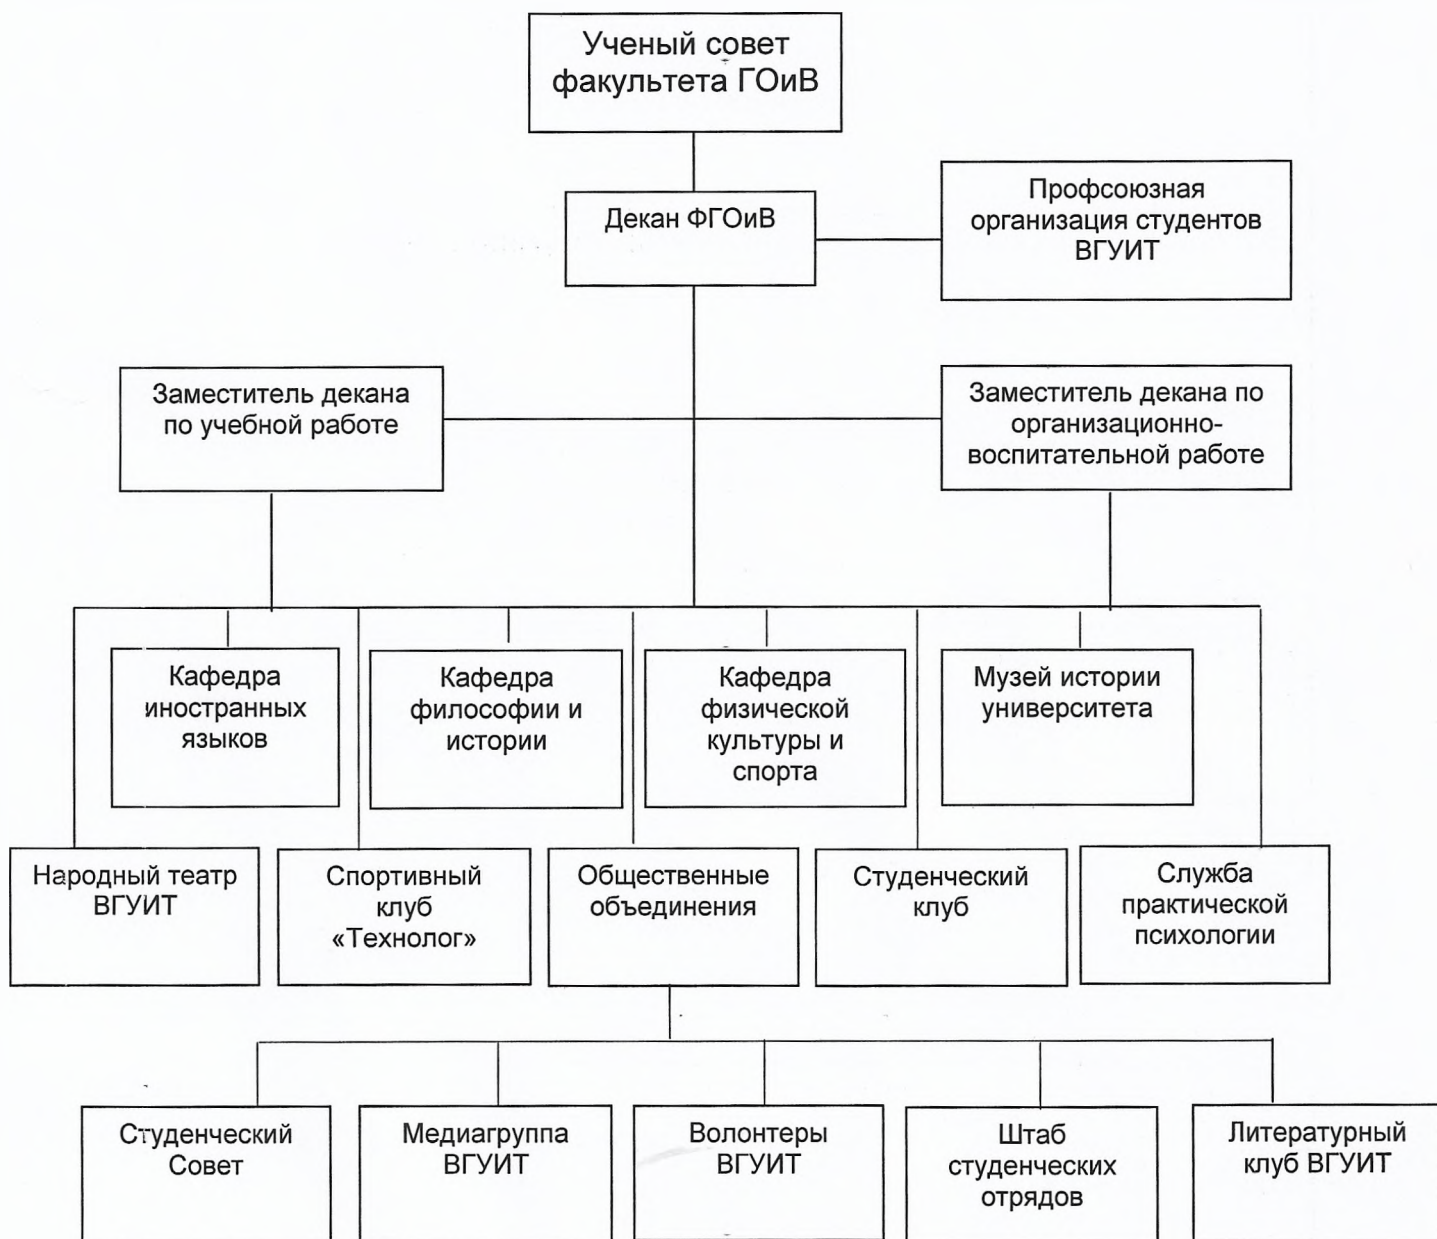 Ученый совет
факультета ГОиВ
Декан ФГОиВ
Профсоюзная
организация студентов
ВГУИТ
Заместитель декана
по учебной работе
Заместитель декана по
организационно-
воспитательной работе
Кафедра
иностранных
языков
Кафедра
философии и
истории
Кафедра
физической
культуры и
спорта
Музей истории
университета
Народный театр
ВГУИТ
Спортивный
клуб
«Технолог»
Общественные
объединения
Студенческий
клуб
Служба
практической
психологии
Студенческий
Совет
Медиагруппа
ВГУИТ
Волонтеры
ВГУИТ
Штаб
студенческих
отрядов
Литературный
клуб ВГУИТ